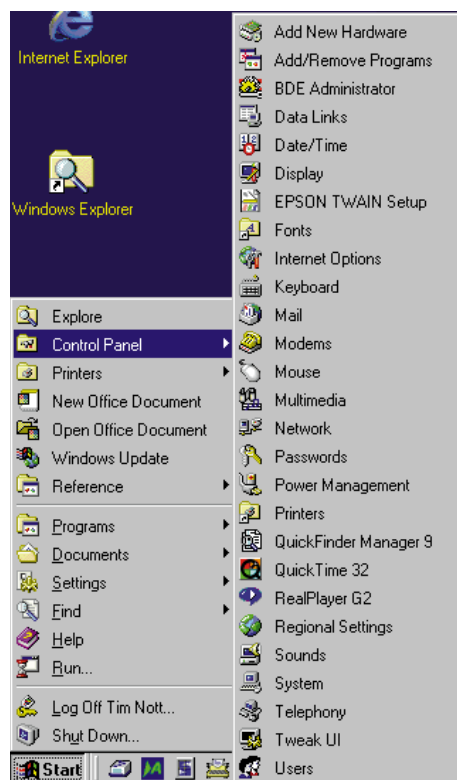 Internet Explorer
Windows Explorer
Explore
Control Panel
Printers
New Office Document
Open Office Document
Windows Update
Reference
Programs
Documents
Settings
Find
Help
Run...
Log Off Tim Nott...
Shut Down...
Start
Add New Hardware
Add/Remove Programs
BDE Administrator
Data Links
Date/Time
Display
EPSON TWAIN Setup
Fonts
Internet Options
Keyboard
Mail
Modems
Mouse
Multimedia
Network
Passwords
Power Management
Printers
QuickFinder Manager 9
QuickTime 32
RealPlayer G2
Regional Settings
Sounds
System
Telephony
Tweak UI
Users